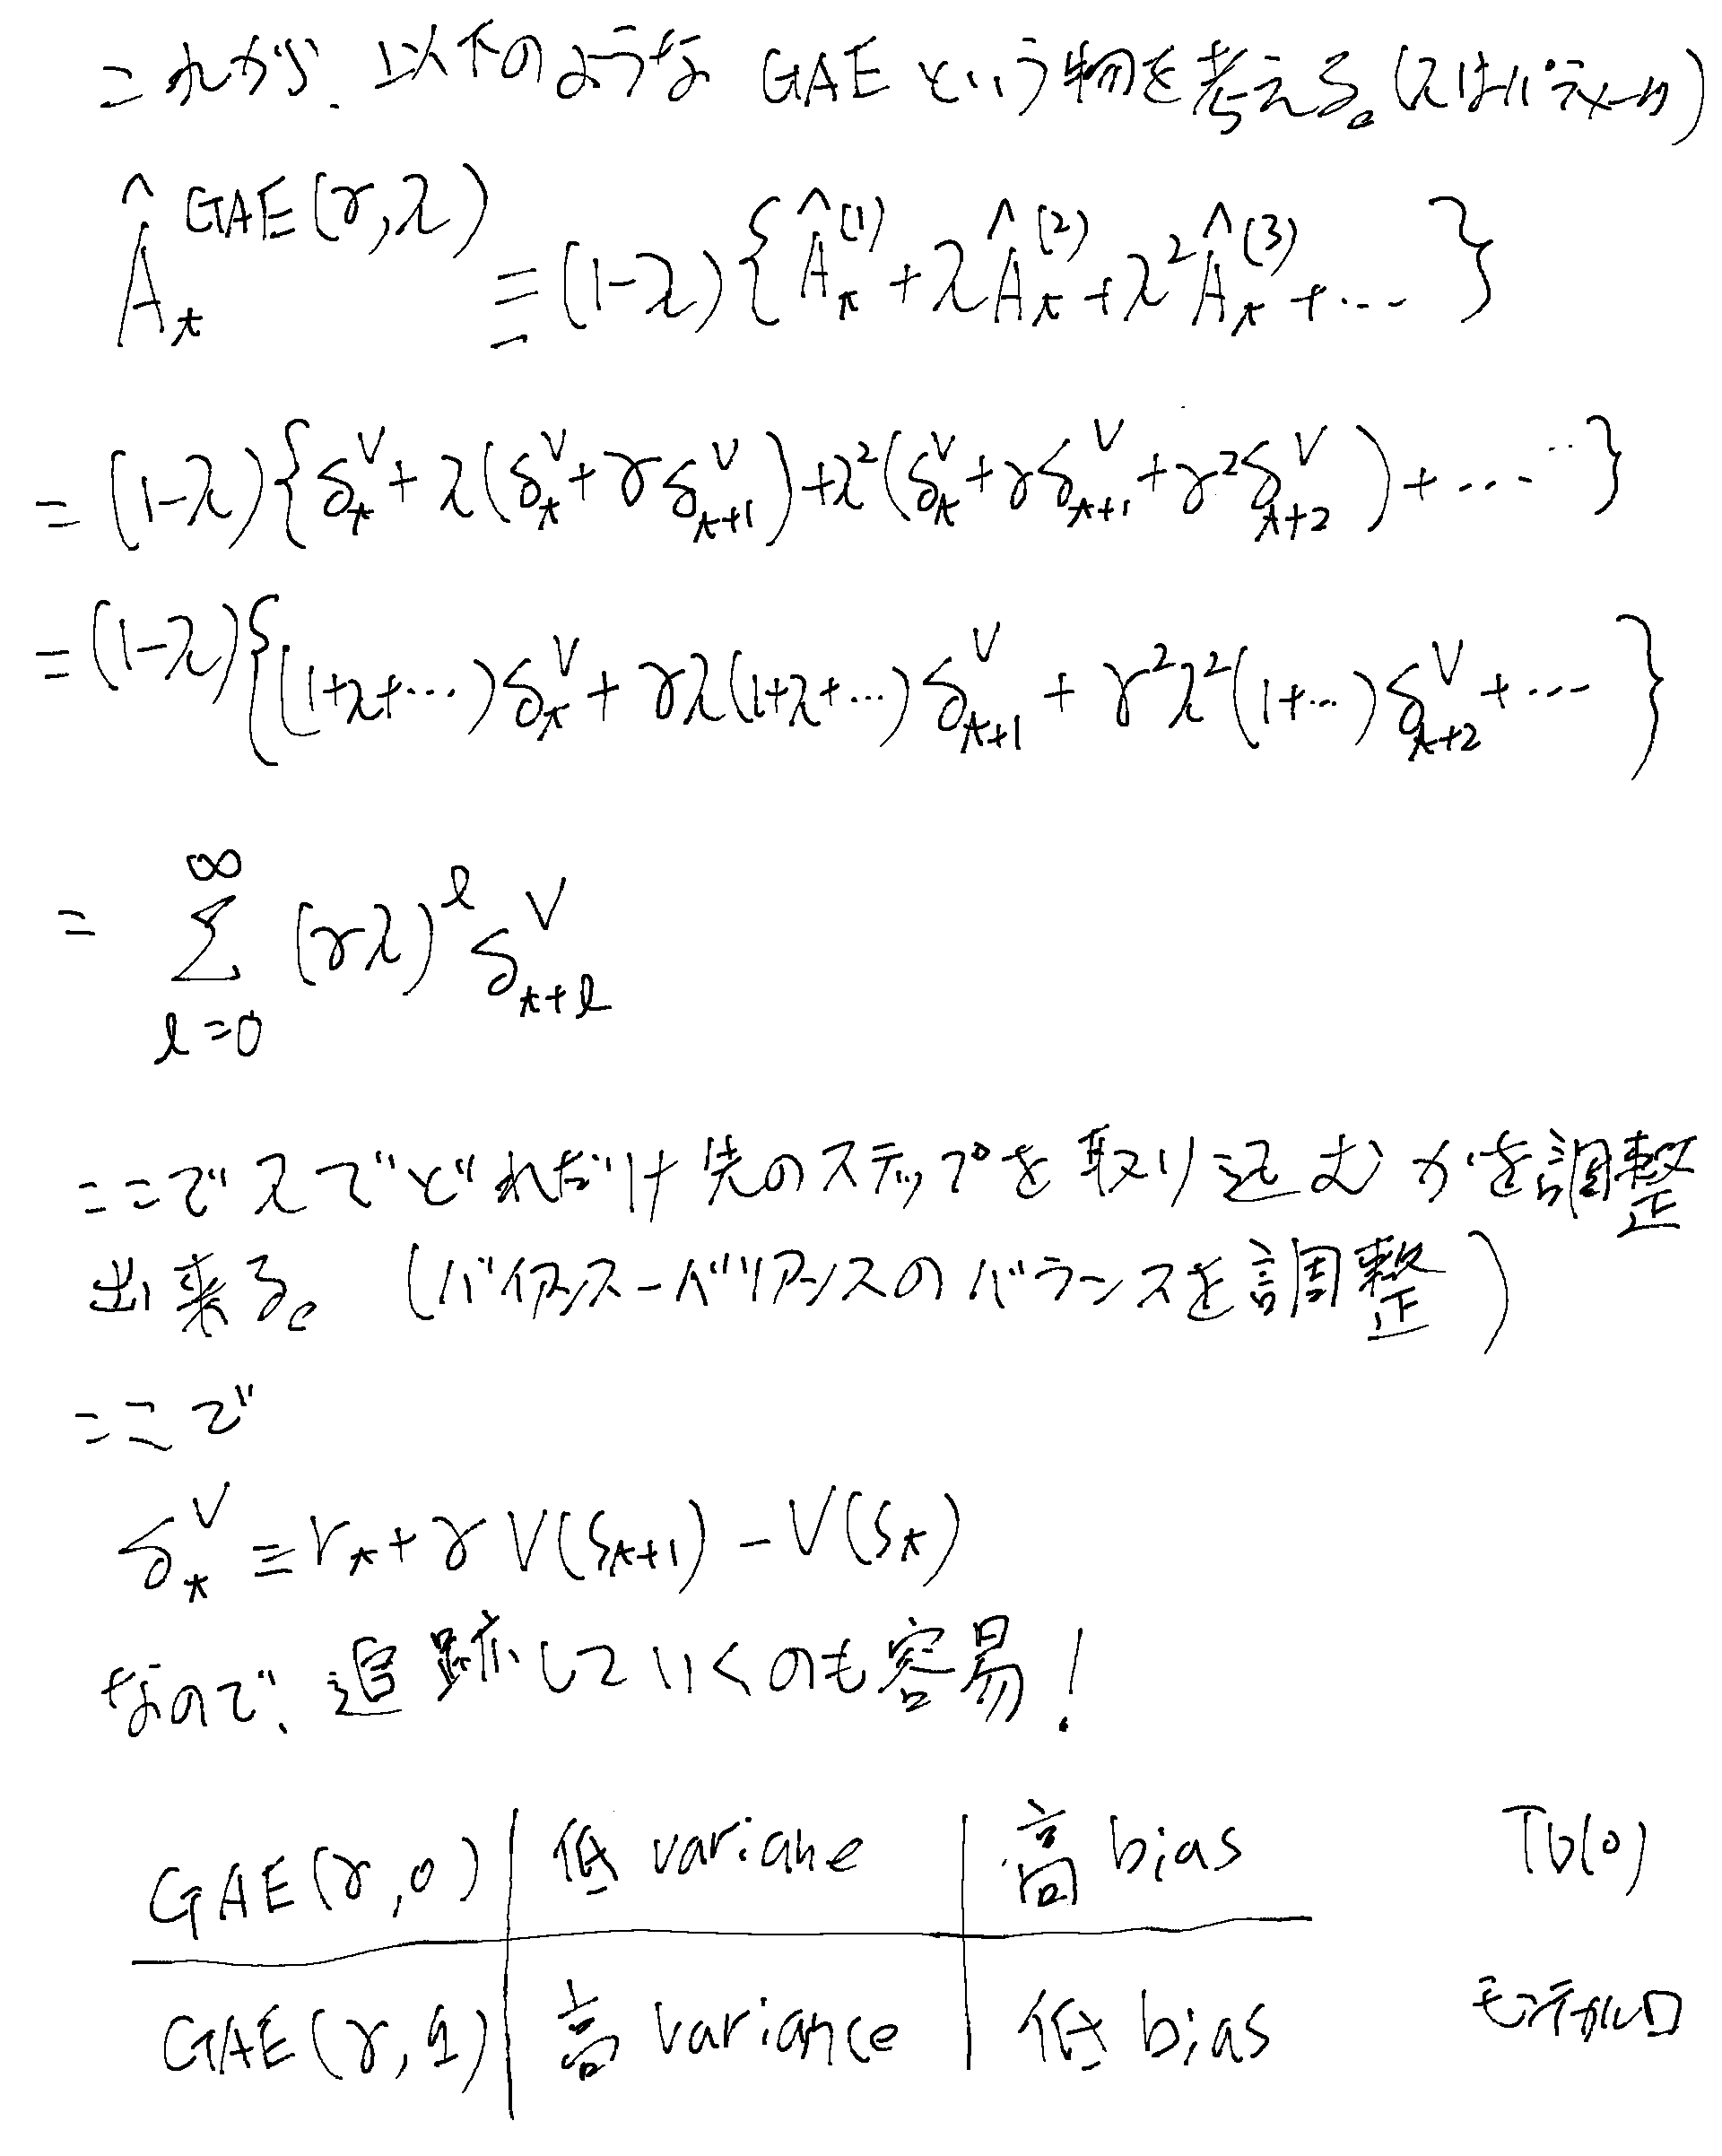 これから、以下のような GAE という物を考える。(λはパラメータ)
Â_t^{GAE(γ,λ)} ≡ (1-λ){Â_t^{(1)} + λÂ_t^{(2)} + λ²Â_t^{(3)} + ... }
= (1-λ){δ_t^V + λ(δ_t^V + γδ_{t+1}^V) + λ²(δ_t^V + γδ_{t+1}^V + γ²δ_{t+2}^V) + ...... }
= (1-λ){(1+λ+...)δ_t^V + γλ(1+λ+...)δ_{t+1}^V + γ²λ²(1+...)δ_{t+2}^V + ... }
= Σ_{l=0}^{∞} (γλ)^l δ_{t+l}^V
ここでλでどれだけ先のステップを取り込むかを調整
出来る。(バイアス-バリアンスのバランスを調整)
ここで
δ_t^V ≡ r_t + γV(s_{t+1}) - V(s_t)
なので、追跡していくのも容易!
GAE(γ,0) 低 variane 高 bias TD(0)
GAE(γ,1) 高 variance 低 bias モンテカルロ